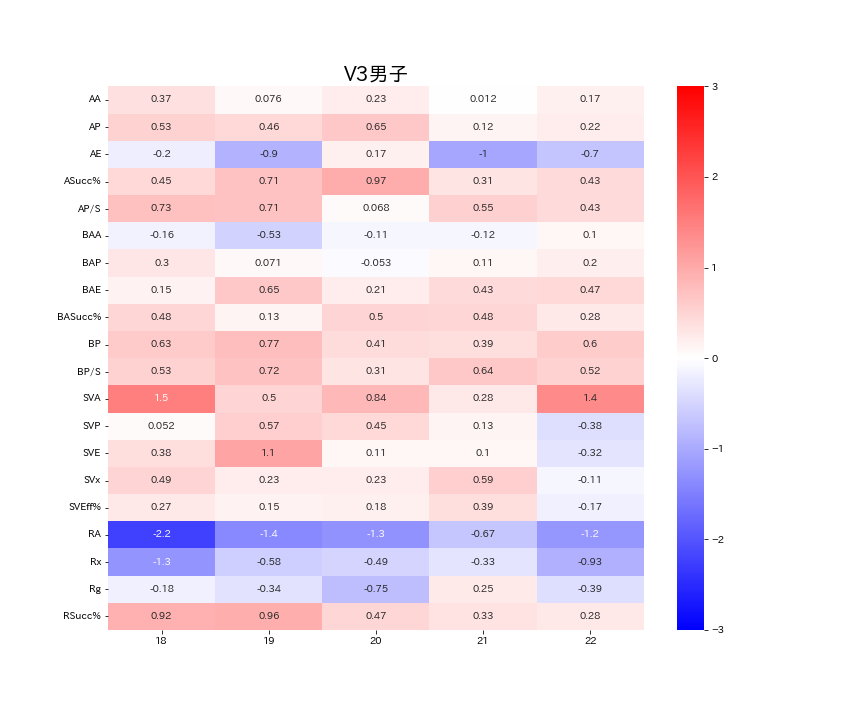 V3男子
AA 0.37 0.076 0.23 0.012 0.17
AP 0.53 0.46 0.65 0.12 0.22
AE -0.2 -0.9 0.17 -1 -0.7
ASucc% 0.45 0.71 0.97 0.31 0.43
AP/S 0.73 0.71 0.068 0.55 0.43
BAA -0.16 -0.53 -0.11 -0.12 0.1
BAP 0.3 0.071 -0.053 0.11 0.2
BAE 0.15 0.65 0.21 0.43 0.47
BASucc% 0.48 0.13 0.5 0.48 0.28
BP 0.63 0.77 0.41 0.39 0.6
BP/S 0.53 0.72 0.31 0.64 0.52
SVA 1.5 0.5 0.84 0.28 1.4
SVP 0.052 0.57 0.45 0.13 -0.38
SVE 0.38 1.1 0.11 0.1 -0.32
SVx 0.49 0.23 0.23 0.59 -0.11
SVEff% 0.27 0.15 0.18 0.39 -0.17
RA -2.2 -1.4 -1.3 -0.67 -1.2
Rx -1.3 -0.58 -0.49 -0.33 -0.93
Rg -0.18 -0.34 -0.75 0.25 -0.39
RSucc% 0.92 0.96 0.47 0.33 0.28
18 19 20 21 22
3
2
1
0
−1
−2
−3